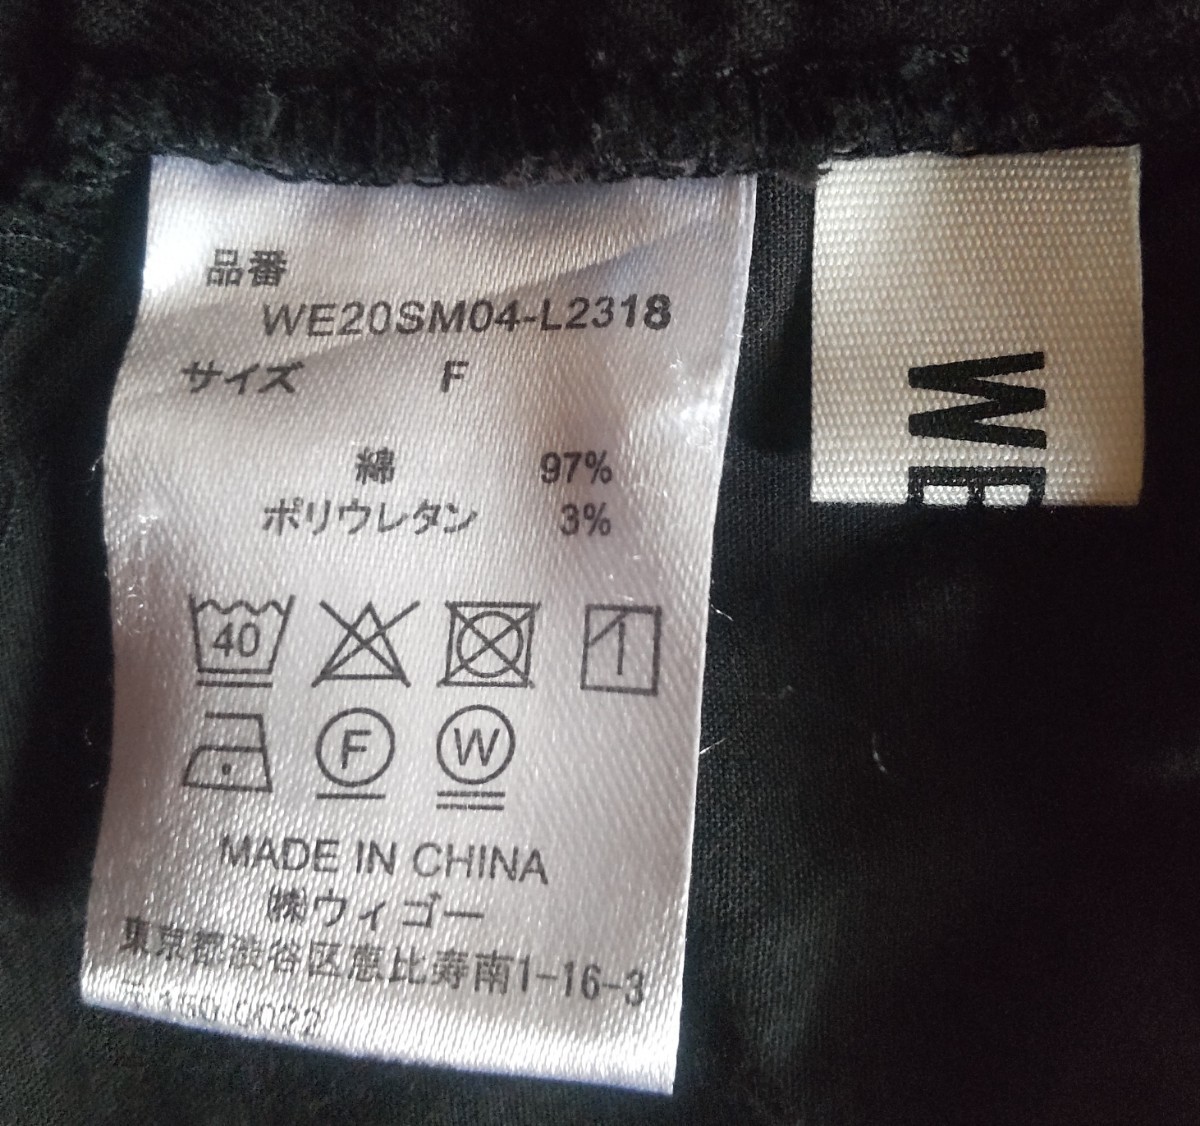 品番
WE20SM04-L2318
サイズ F
綿 97%
ポリウレタン 3%
40
F W
MADE IN CHINA
㈱ウィゴー
東京都渋谷区恵比寿南1-16-3
〒150-0022
WE